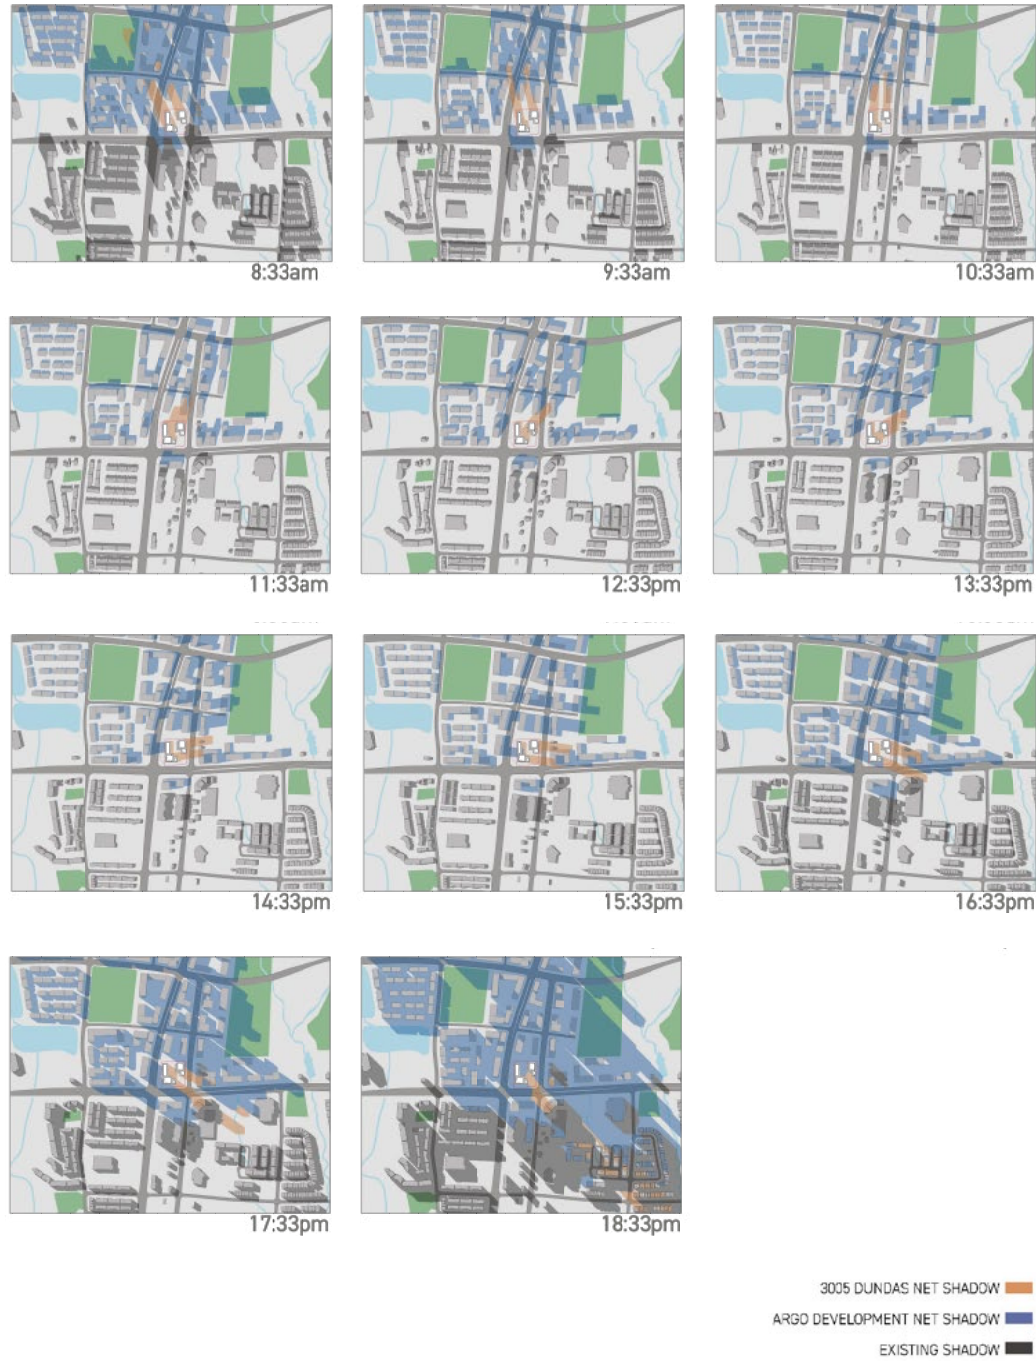 8:33am
9:33am
10:33am
11:33am
12:33pm
13:33pm
14:33pm
15:33pm
16:33pm
17:33pm
18:33pm
3005 DUNDAS NET SHADOW
ARGO DEVELOPMENT NET SHADOW
EXISTING SHADOW